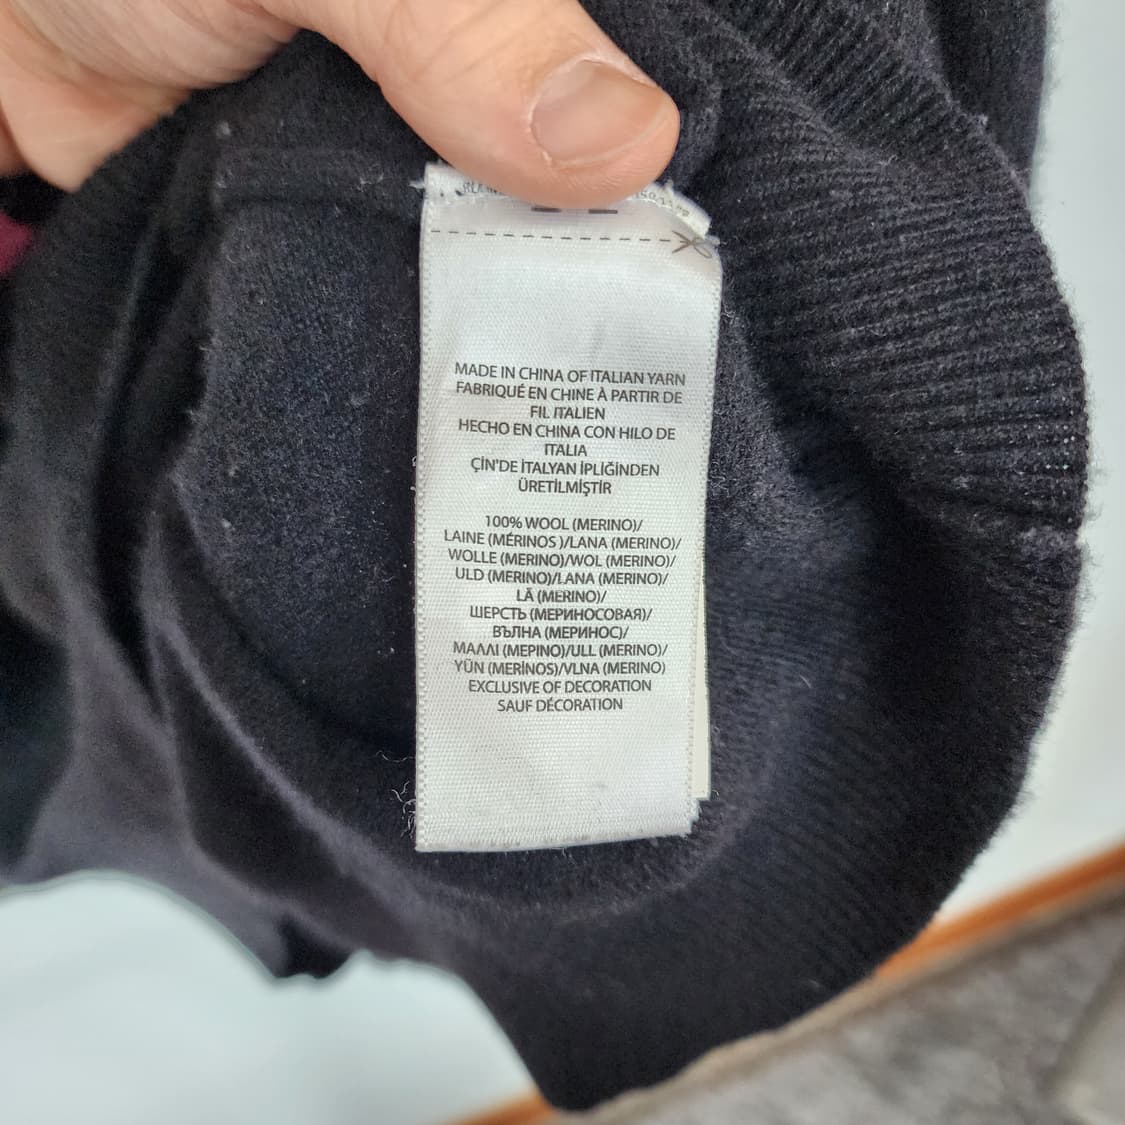 MADE IN CHINA OF ITALIAN YARN
FABRIQUÉ EN CHINE À PARTIR DE
FIL ITALIEN
HECHO EN CHINA CON HILO DE
ITALIA
ÇİN'DE İTALYAN İPLİĞİNDEN
ÜRETİLMİŞTİR
100% WOOL (MERINO)/
LAINE (MÉRINOS )/LANA (MERINO)/
WOLLE (MERINO)/WOL (MERINO)/
ULD (MERINO)/LANA (MERINO)/
LÃ (MERINO)/
ШЕРСТЬ (МЕРИНОСОВАЯ)/
ВЪЛНА (МЕРИНОС)/
ΜΑΛΛΙ (ΜΕΡΙΝΟ)/ULL (MERINO)/
YÜN (MERİNOS)/VLNA (MERINO)
EXCLUSIVE OF DECORATION
SAUF DÉCORATION